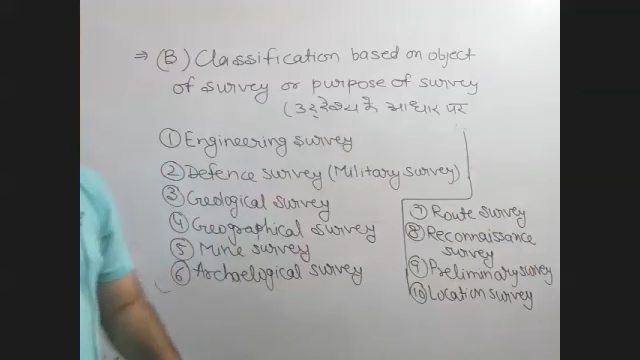 ⇒ (B) Classification based on object
of survey or purpose of survey
(उद्देश्य के आधार पर
① Engineering survey
② Defence survey (Military survey)
③ Geological survey
④ Geographical survey
⑤ Mine survey
⑥ Archaelogical survey
⑦ Route survey
⑧ Reconnaissance
survey
⑨ Preliminary survey
⑩ Location survey